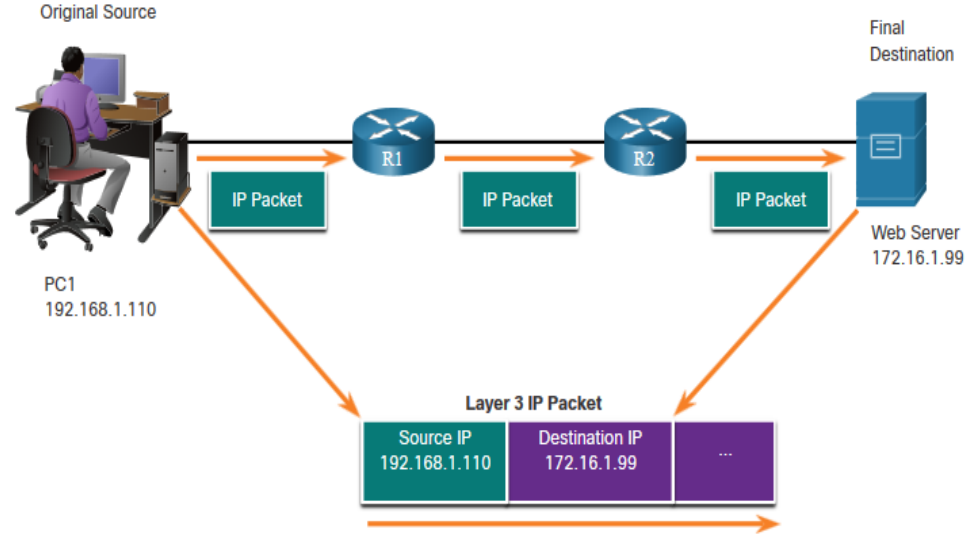 Original Source
Final
Destination
R1
R2
IP Packet
IP Packet
IP Packet
Web Server
172.16.1.99
PC1
192.168.1.110
Layer 3 IP Packet
Source IP
192.168.1.110
Destination IP
172.16.1.99
...